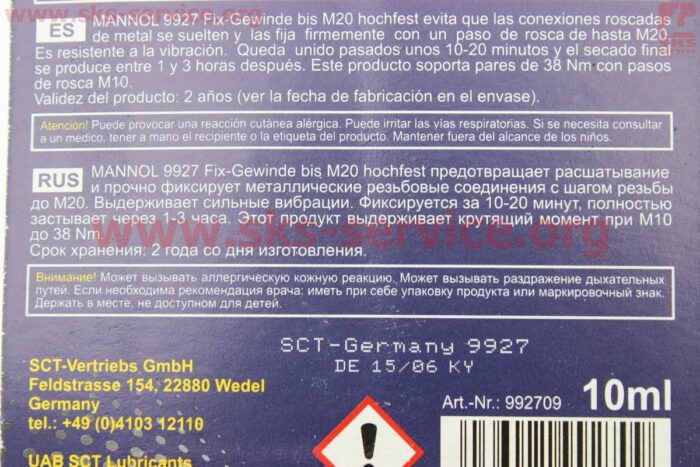 www.sks-service.org
SKS
ES MANNOL 9927 Fix-Gewinde bis M20 hochfest evita que las conexiones roscadas
de metal se suelten y las fija firmemente con un paso de rosca de hasta M20.
Es resistente a la vibración. Queda unido pasados unos 10-20 minutos y el secado final
se produce entre 1 y 3 horas después. Este producto soporta pares de 38 Nm con pasos
de rosca M10.
Validez del producto: 2 años (ver la fecha de fabricación en el envase).
Atención! Puede provocar una reacción cutánea alérgica. Puede irritar las vías respiratorias. Si se necesita consultar
a un médico, tener a mano el recipiente o la etiqueta del producto. Mantener fuera del alcance de los niños.
RUS MANNOL 9927 Fix-Gewinde bis M20 hochfest предотвращает расшатывание
и прочно фиксирует металлические резьбовые соединения с шагом резьбы
до M20. Выдерживает сильные вибрации. Фиксируется за 10-20 минут, полностью
застывает через 1-3 часа. Этот продукт выдерживает крутящий момент при M10
до 38 Nm.
Срок хранения: 2 года со дня изготовления.
www.sks-service.org
Внимание! Может вызывать аллергическую кожную реакцию. Может вызывать раздражение дыхательных
путей. Если необходима рекомендация врача: иметь при себе упаковку продукта или маркировочный знак.
Держать в месте, не доступном для детей.
SCT-Germany 9927
DE 15/06 KY
SCT-Vertriebs GmbH
Feldstrasse 154, 22880 Wedel
Germany
tel.: +49 (0)4103 12110
UAB SCT Lubricants
Art.-Nr.: 992709
10ml